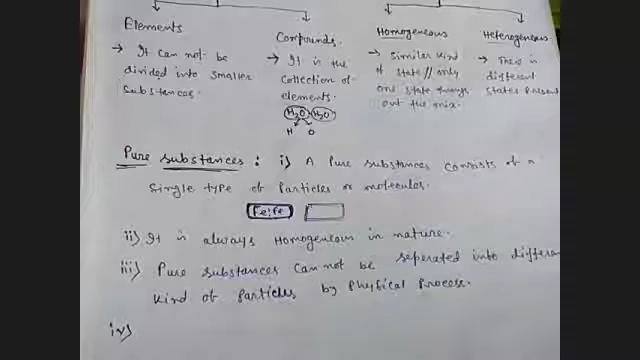 Elements
Compounds.
Homogeneous
Heterogeneous
→ It can not be
divided into smaller
substances.
→ It is the
collection of
elements.
H₂O H₂O
H O
→ Similar kind
of state // only
one state through
out the mix.
→ There is
different
states present
Pure substances : i) A pure substances consists of a
single type of particles or molecules.
Fe:Fe
ii) It is always Homogeneous in nature.
iii) Pure substances can not be seperated into differen
kind of particles by physical process.
iv)